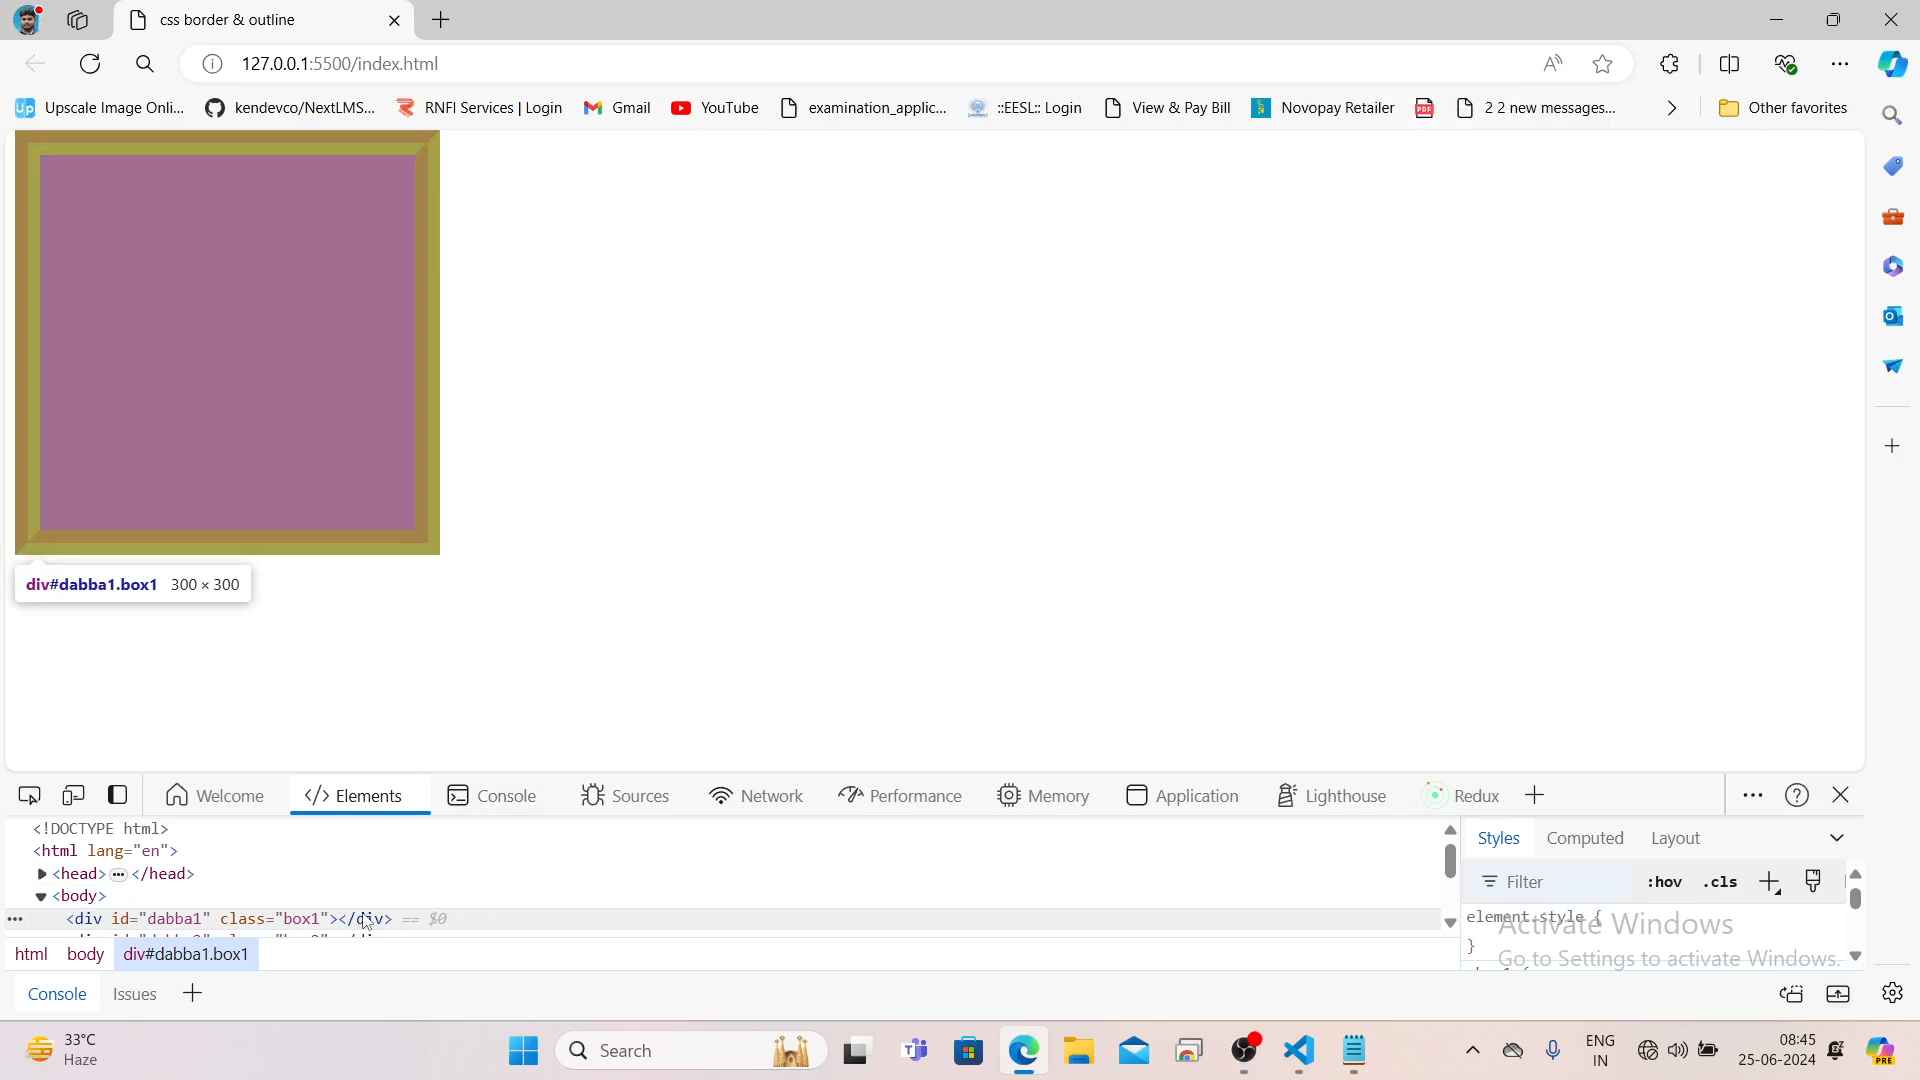 css border & outline
127.0.0.1:5500/index.html
Upscale Image Onli...
kendevco/NextLMS...
RNFI Services | Login
Gmail
YouTube
examination_applic...
::EESL:: Login
View & Pay Bill
Novopay Retailer
PDF
2 2 new messages...
Other favorites
div#dabba1.box1 300 × 300
Welcome
</> Elements
Console
Sources
Network
Performance
Memory
Application
Lighthouse
Redux
<!DOCTYPE html>
<html lang="en">
<head> ... </head>
<body>
<div id="dabba1" class="box1"></div> == $0
html body div#dabba1.box1
Styles Computed Layout
Filter :hov .cls
element.style {
}
Activate Windows
Go to Settings to activate Windows.
Console Issues
33°C
Haze
Search
ENG
IN
08:45
25-06-2024
PRE